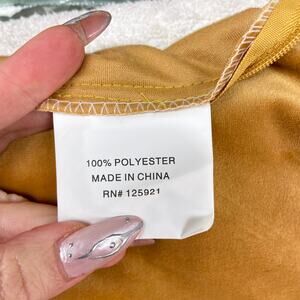 100% POLYESTER
MADE IN CHINA
RN# 125921